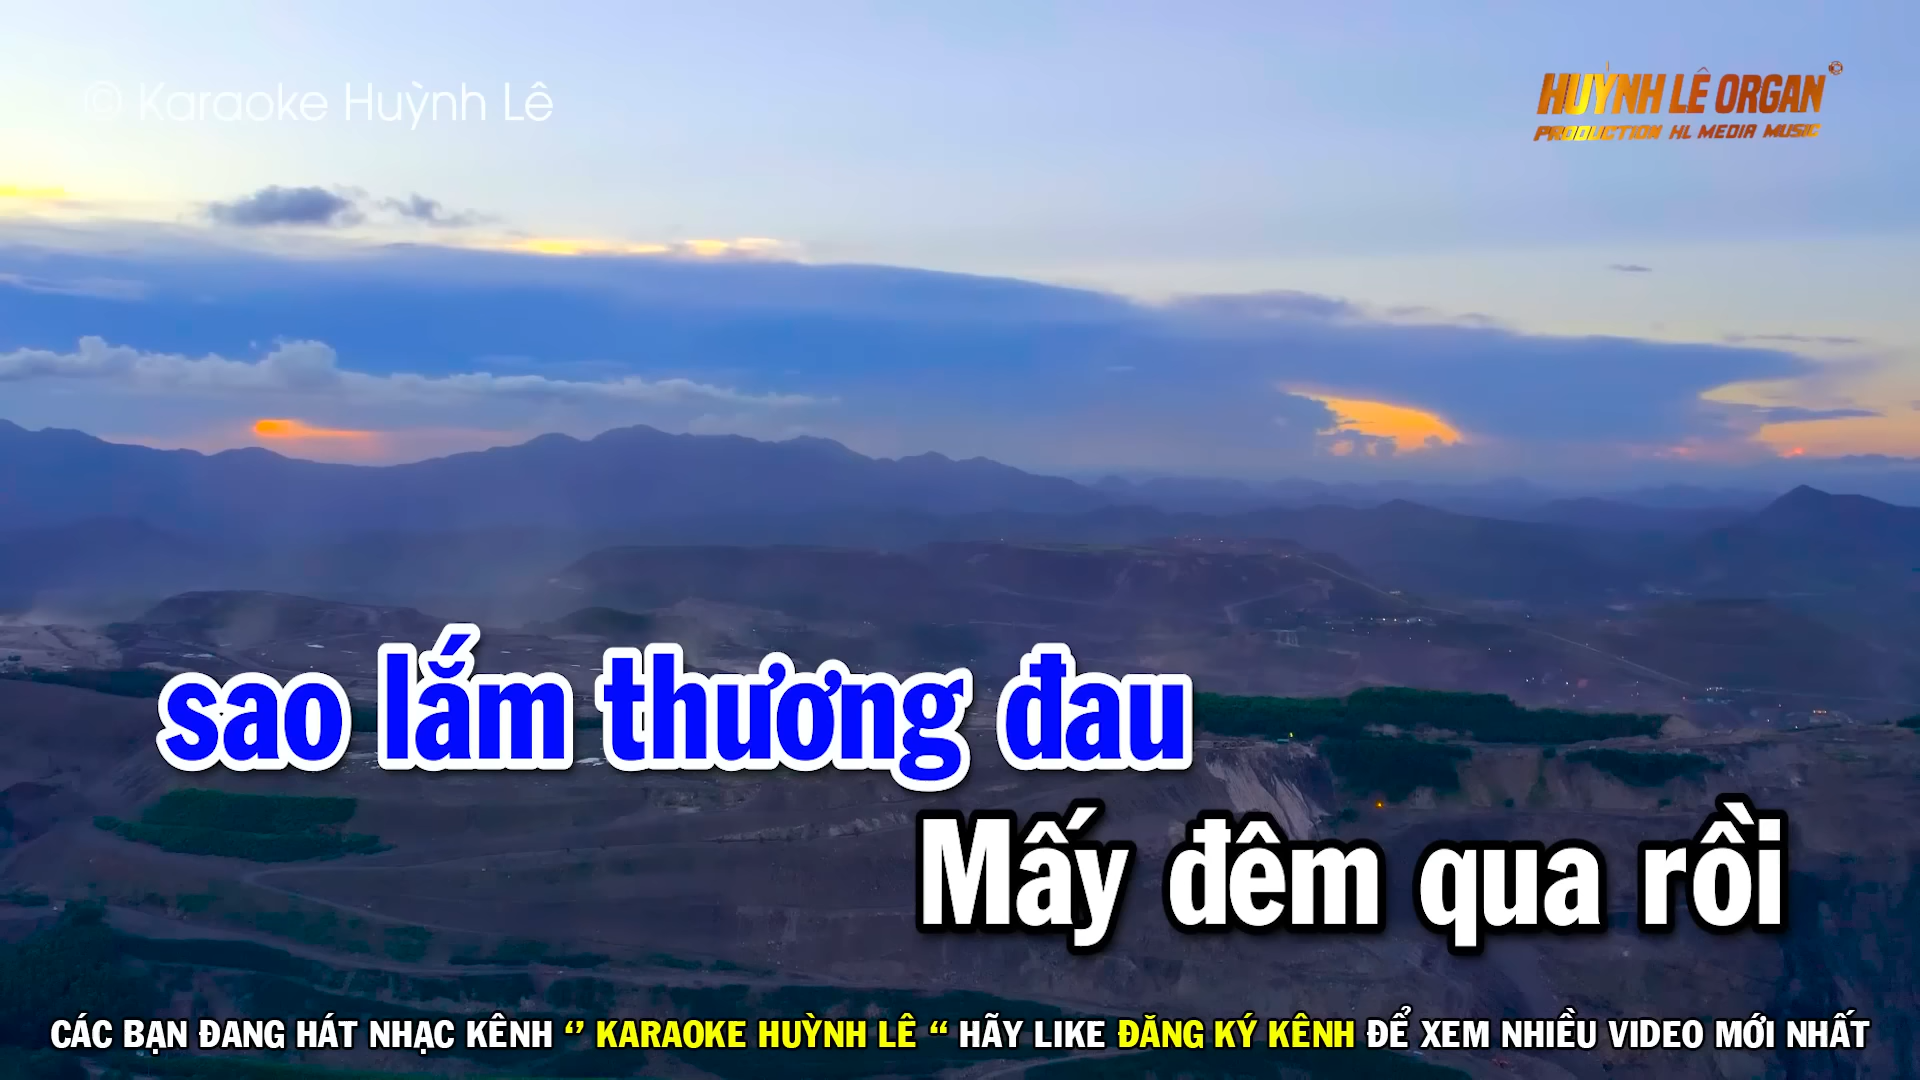 © Karaoke Huỳnh Lê
HUỲNH LÊ ORGAN
PRODUCTION HL MEDIA MUSIC
sao lắm thương đau
Mấy đêm qua rồi
CÁC BẠN ĐANG HÁT NHẠC KÊNH “ KARAOKE HUỲNH LÊ “ HÃY LIKE ĐĂNG KÝ KÊNH ĐỂ XEM NHIỀU VIDEO MỚI NHẤT